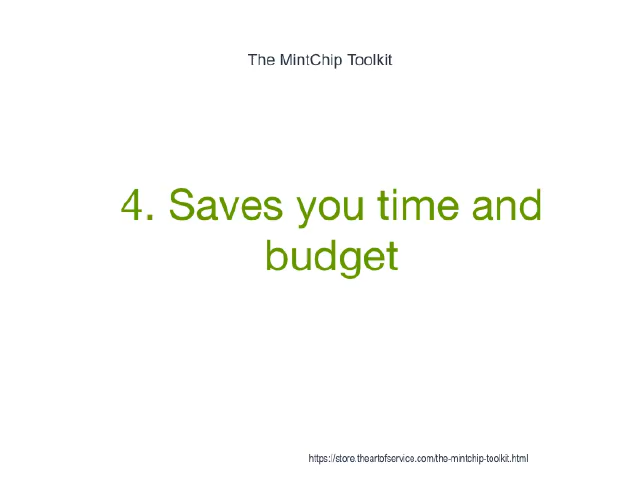 The MintChip Toolkit
4. Saves you time and
budget
https://store.theartofservice.com/the-mintchip-toolkit.html